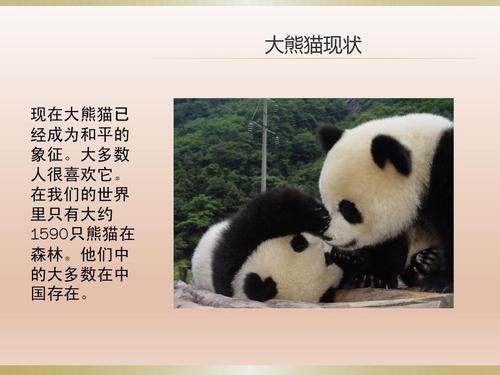 大熊猫现状
现在大熊猫已
经成为和平的
象征。大多数
人很喜欢它。
在我们的世界
里只有大约
1590只熊猫在
森林。他们中
的大多数在中
国存在。